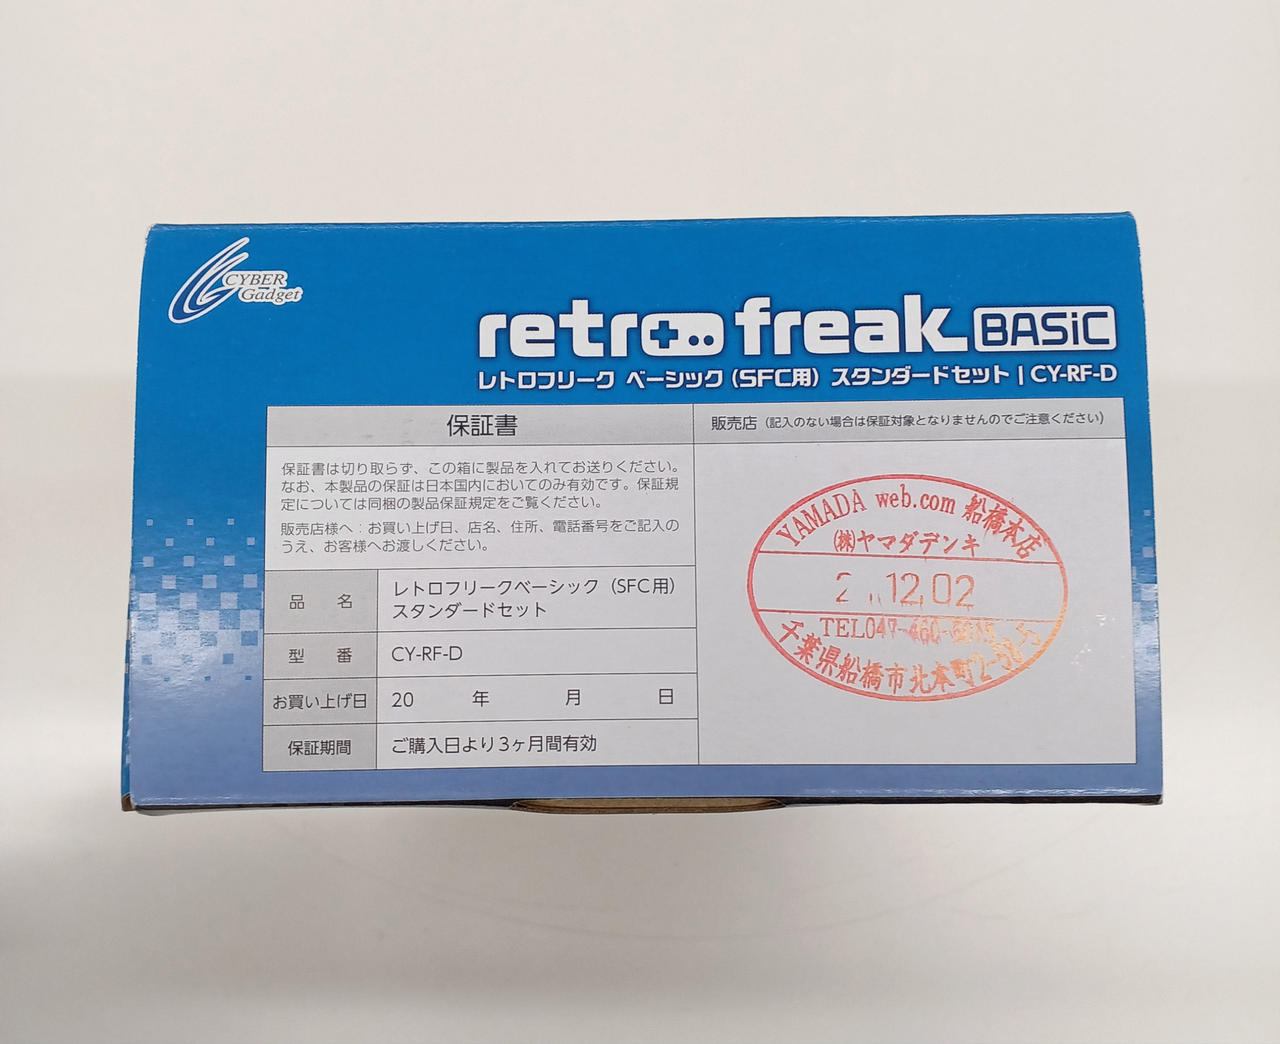 CYBER
Gadget
retro freak BASiC
レトロフリーク ベーシック（SFC用） スタンダードセット | CY-RF-D
保証書
販売店（記入のない場合は保証対象となりませんのでご注意ください）
保証書は切り取らず、この箱に製品を入れてお送りください。
なお、本製品の保証は日本国内においてのみ有効です。保証規
定については同梱の製品保証規定をご覧ください。
販売店様へ：お買い上げ日、店名、住所、電話番号をご記入の
うえ、お客様へお渡しください。
品 名
レトロフリークベーシック（SFC用）
スタンダードセット
型 番
CY-RF-D
お買い上げ日
20 年 月 日
保証期間
ご購入日より3ヶ月間有効
YAMADA web.com 船橋本店
(株)ヤマダデンキ
12.02
TEL047-460-
千葉県船橋市北本町